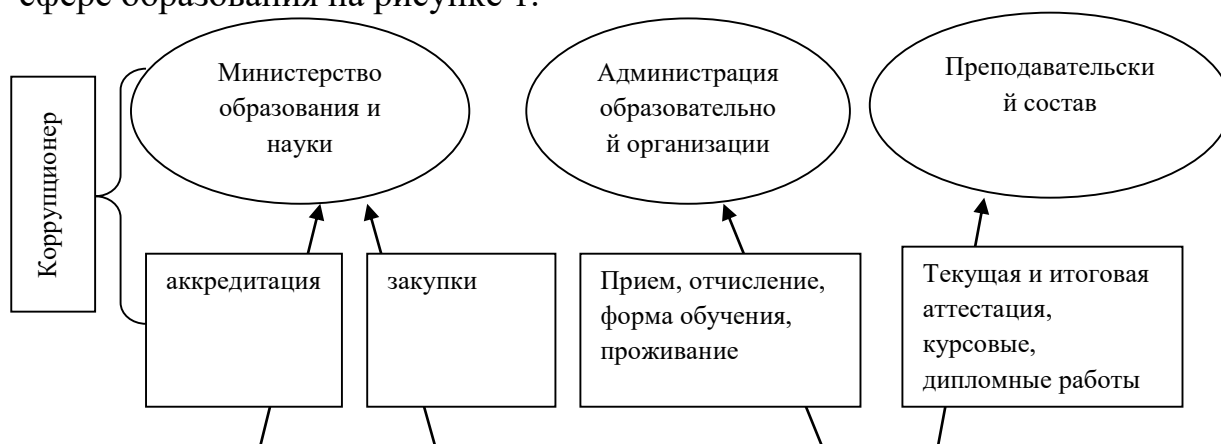 сфере образования на рисунке 1.
Коррупционер
Министерство
образования и
науки
Администрация
образовательно
й организации
Преподавательски
й состав
аккредитация
закупки
Прием, отчисление,
форма обучения,
проживание
Текущая и итоговая
аттестация,
курсовые,
дипломные работы